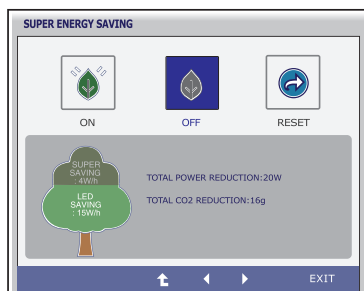 SUPER ENERGY SAVING
ON
OFF
RESET
SUPER
SAVING
: 4W/h
LED
SAVING
: 15W/h
TOTAL POWER REDUCTION:20W
TOTAL CO2 REDUCTION:16g
EXIT